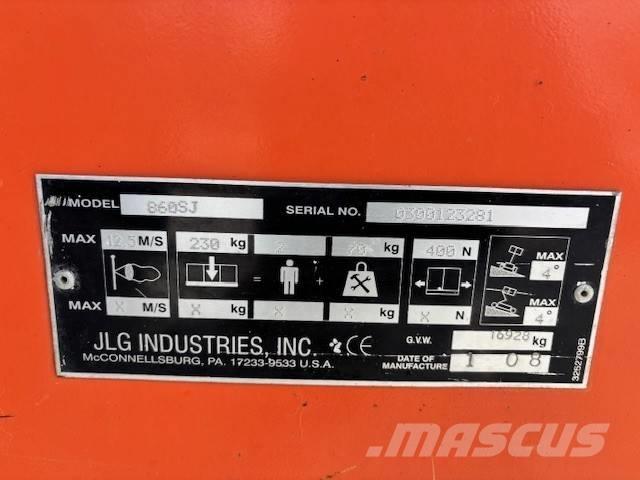 MODEL 860SJ SERIAL NO. 0300123281
MAX 12.5 M/S 230 kg 2 70 kg 400 N MAX 4°
= +
MAX X M/S X kg X X kg X N MAX 4°
JLG INDUSTRIES, INC. CE G.V.W. 16928 kg
McCONNELLSBURG, PA. 17233-9533 U.S.A. DATE OF MANUFACTURE 1 08
3252799B
MASCUS